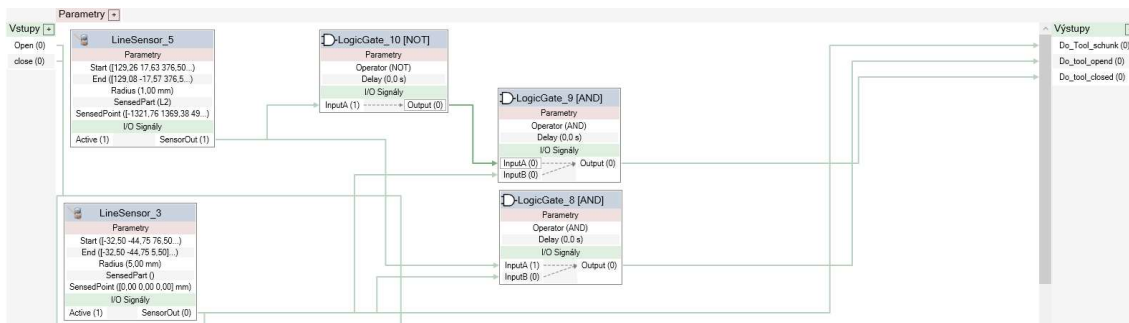 Parametry +
Vstupy +
Open (0)
close (0)
LineSensor_5
Parametry
Start ([129,26 17,63 376,50...)
End ([129,08 -17,57 376,5...)
Radius (1,00 mm)
SensedPart (L2)
SensedPoint ([-1321,76 1369,38 49...)
I/O Signály
Active (1) SensorOut (1)
LogicGate_10 [NOT]
Parametry
Operator (NOT)
Delay (0,0 s)
I/O Signály
InputA (1) Output (0)
LogicGate_9 [AND]
Parametry
Operator (AND)
Delay (0,0 s)
I/O Signály
InputA (0) Output (0)
InputB (0)
LineSensor_3
Parametry
Start ([-32,50 -44,75 76,50...)
End ([-32,50 -44,75 5,50]...)
Radius (5,00 mm)
SensedPart ()
SensedPoint ([0,00 0,00 0,00] mm)
I/O Signály
Active (1) SensorOut (0)
LogicGate_8 [AND]
Parametry
Operator (AND)
Delay (0,0 s)
I/O Signály
InputA (1) Output (0)
InputB (0)
Výstupy
Do_Tool_schunk (0)
Do_tool_opend (0)
Do_tool_closed (0)